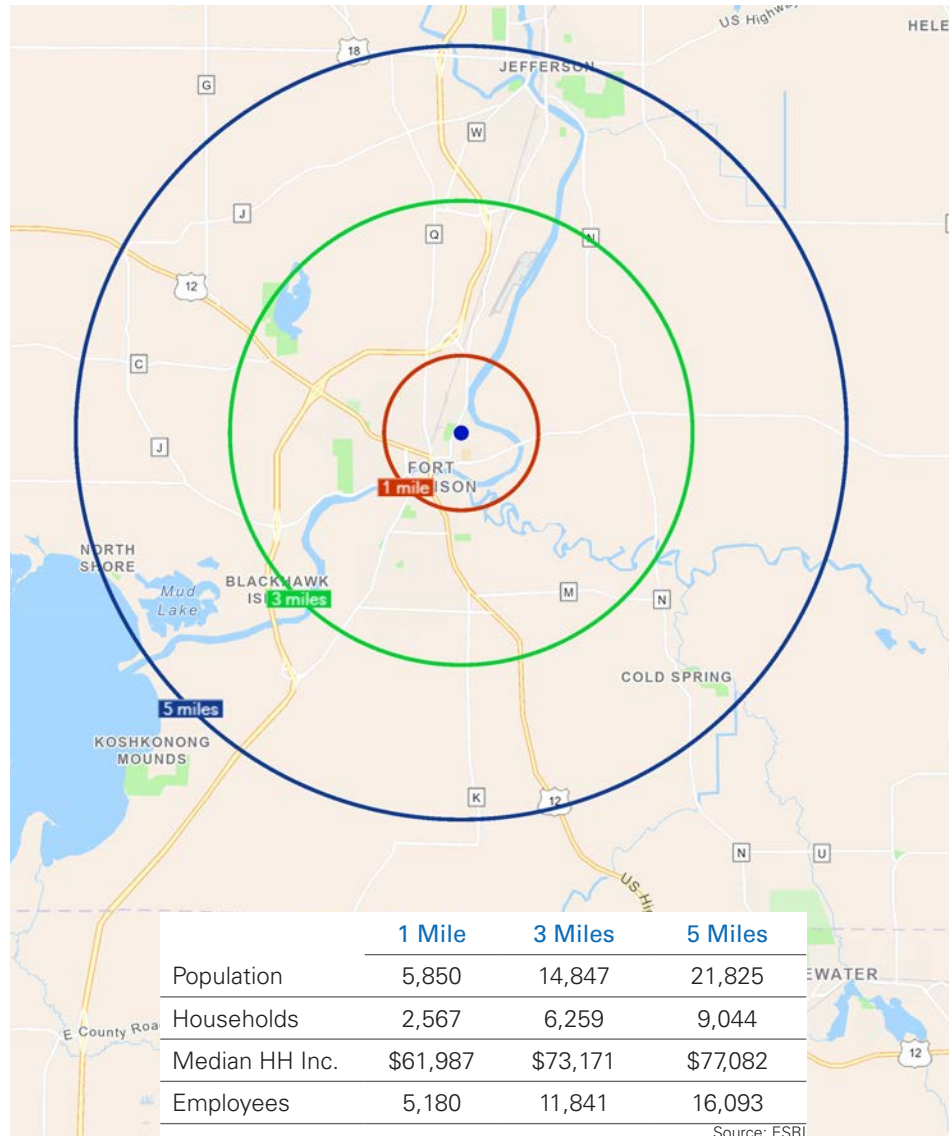 US Highway
HELE
18
JEFFERSON
G
W
J
Q
N
12
C
J
FORT
1 mile ISON
NORTH
SHORE
BLACKHAWK
Mud
Lake
IS 3 miles
M
N
COLD SPRING
5 miles
KOSHKONONG
MOUNDS
K
12
N
U
US Hi
1 Mile 3 Miles 5 Miles
Population 5,850 14,847 21,825
EWATER
Households 2,567 6,259 9,044
E County Roa
Median HH Inc. $61,987 $73,171 $77,082
12
Employees 5,180 11,841 16,093
Source: ESRI